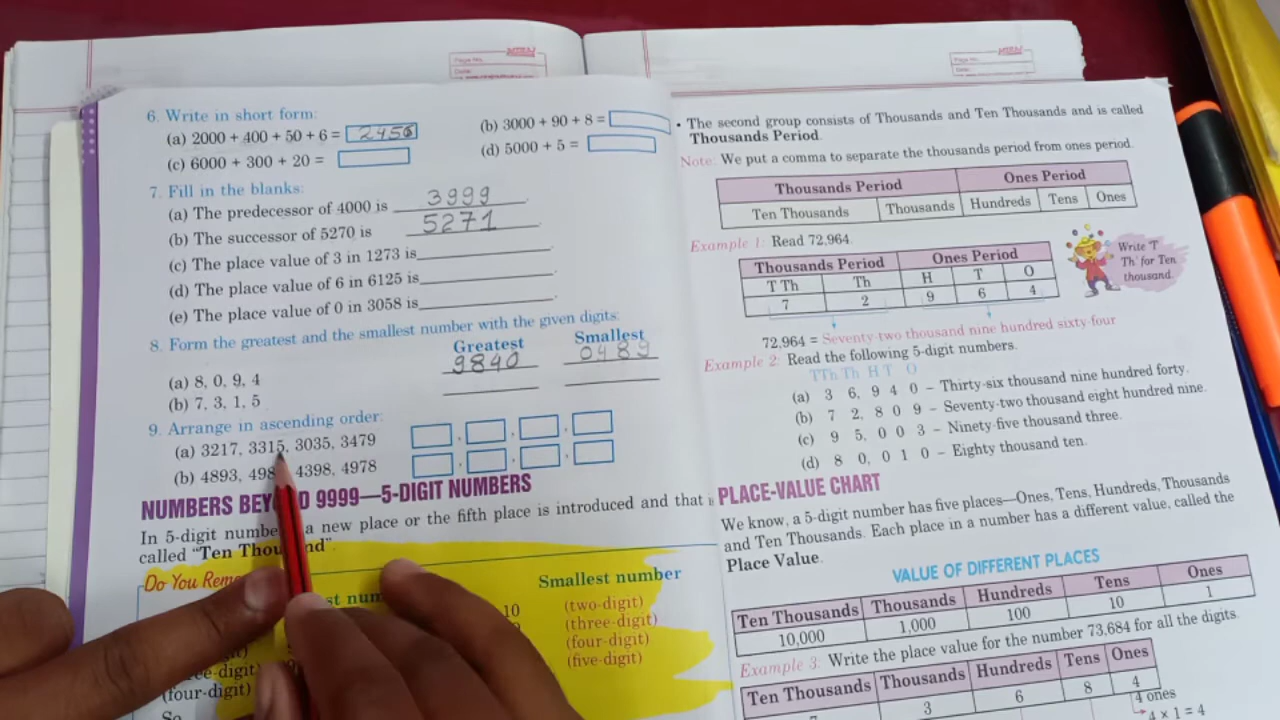 Page No.
Date:
Page No.
Date:
6. Write in short form:
(a) 2000 + 400 + 50 + 6 = 2456
(b) 3000 + 90 + 8 =
(c) 6000 + 300 + 20 =
(d) 5000 + 5 =
7. Fill in the blanks:
(a) The predecessor of 4000 is 3999.
(b) The successor of 5270 is 5271.
(c) The place value of 3 in 1273 is
(d) The place value of 6 in 6125 is
(e) The place value of 0 in 3058 is
8. Form the greatest and the smallest number with the given digits:
Greatest Smallest
(a) 8, 0, 9, 4 9840 0489
(b) 7, 3, 1, 5
9. Arrange in ascending order:
(a) 3217, 3315, 3035, 3479
(b) 4893, 498 4398, 4978
NUMBERS BEYOND 9999—5-DIGIT NUMBERS
In 5-digit numbe a new place or the fifth place is introduced and that is
called "Ten Thou nd".
Do You Reme
st num Smallest number
10 (two-digit)
(three-digit)
(four-digit)
(five-digit)
ee-digit)
(four-digit)
So
• The second group consists of Thousands and Ten Thousands and is called
Thousands Period.
Note: We put a comma to separate the thousands period from ones period.
Thousands Period Ones Period
Ten Thousands Thousands Hundreds Tens Ones
Example 1: Read 72,964.
Thousands Period Ones Period
T Th Th H T O
7 2 9 6 4
Write 'T
Th' for Ten
thousand.
72,964 = Seventy-two thousand nine hundred sixty-four
Example 2: Read the following 5-digit numbers.
TTh Th H T O
(a) 3 6, 9 4 0 – Thirty-six thousand nine hundred forty.
(b) 7 2, 8 0 9 – Seventy-two thousand eight hundred nine.
(c) 9 5, 0 0 3 – Ninety-five thousand three.
(d) 8 0, 0 1 0 – Eighty thousand ten.
PLACE-VALUE CHART
We know, a 5-digit number has five places—Ones, Tens, Hundreds, Thousands
and Ten Thousands. Each place in a number has a different value, called the
Place Value.
VALUE OF DIFFERENT PLACES
Ten Thousands Thousands Hundreds Tens Ones
10,000 1,000 100 10 1
Example 3: Write the place value for the number 73,684 for all the digits.
Ten Thousands Thousands Hundreds Tens Ones
7 3 6 8 4
4 ones
4 x 1 = 4